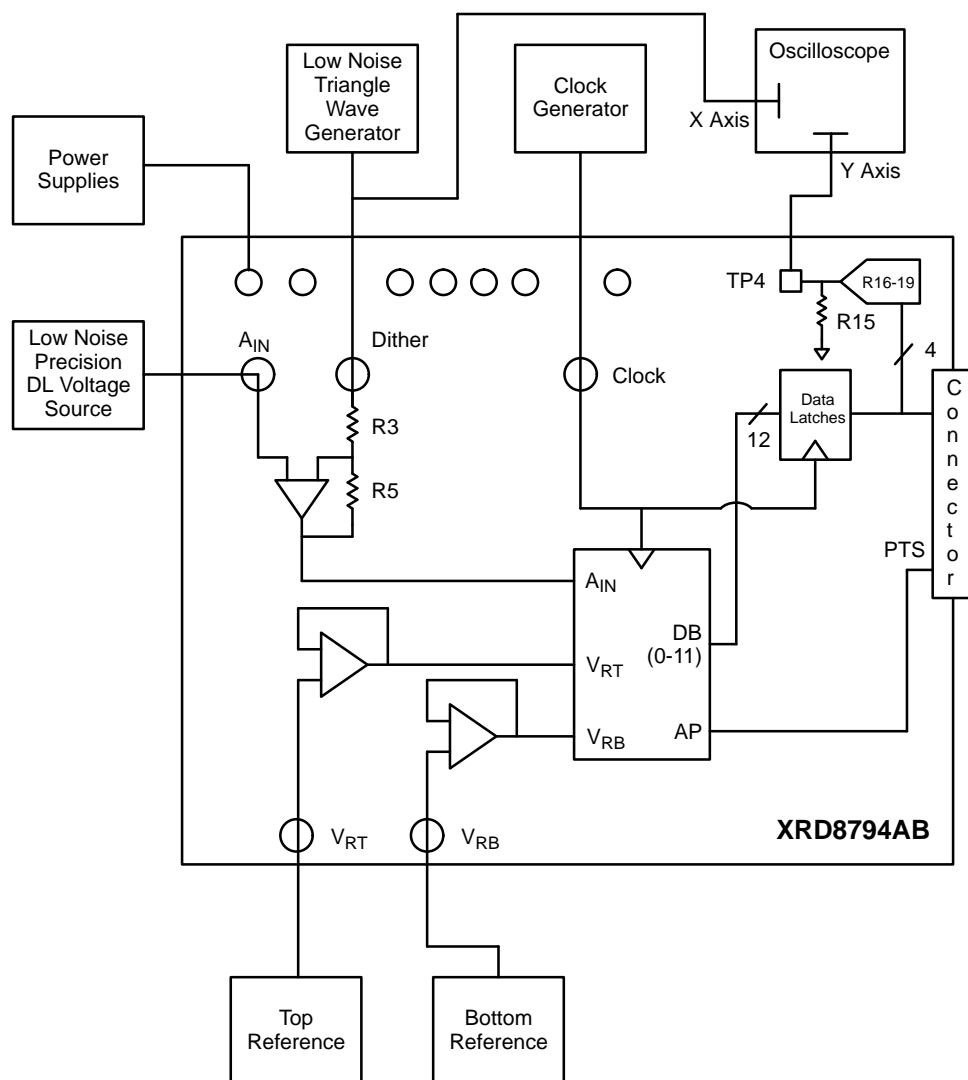 Low Noise
Triangle
Wave
Generator
Clock
Generator
Oscilloscope
X Axis
Y Axis
Power
Supplies
TP4
R16-19
R15
4
Low Noise
Precision
DL Voltage
Source
AIN
Dither
Clock
R3
R5
12
Data
Latches
Connector
PTS
AIN
DB
(0-11)
VRT
VRB
AP
VRT
VRB
XRD8794AB
Top
Reference
Bottom
Reference